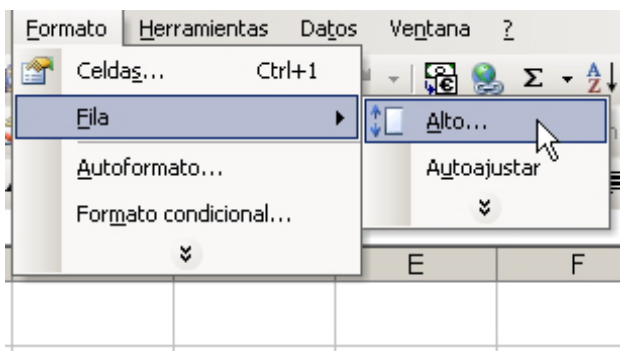 Formato Herramientas Datos Ventana ?
Celdas... Ctrl+1
Fila
Autoformato...
Formato condicional...
Alto...
Autoajustar
Σ
A
Z
E F